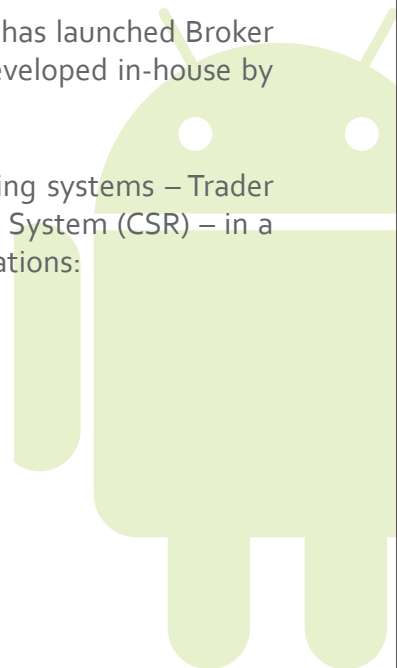 has launched Broker
eveloped in-house by
ing systems – Trader
System (CSR) – in a
ations: